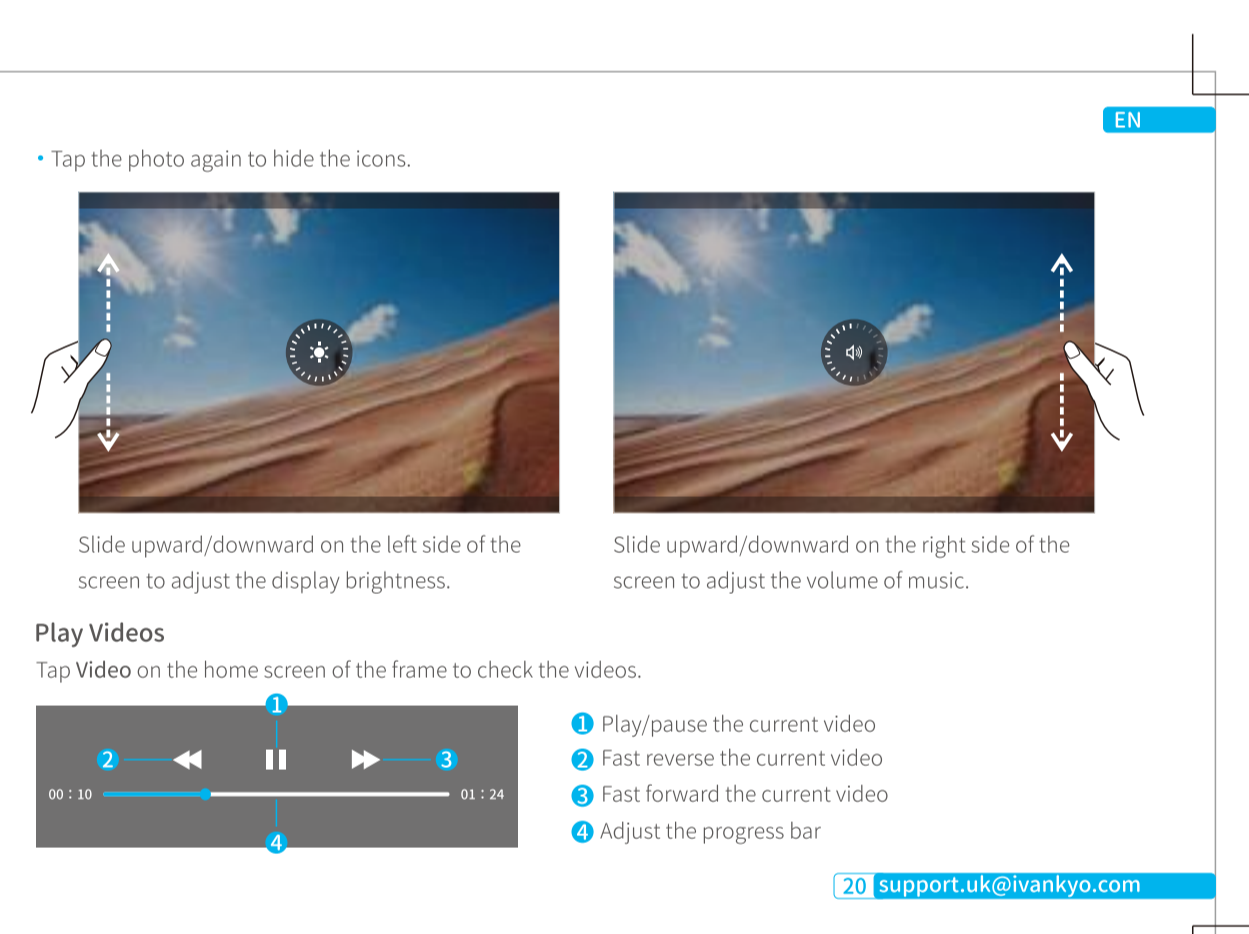 EN
• Tap the photo again to hide the icons.
Slide upward/downward on the left side of the
screen to adjust the display brightness.
Slide upward/downward on the right side of the
screen to adjust the volume of music.
Play Videos
Tap Video on the home screen of the frame to check the videos.
1
2
3
00 : 10
01 : 24
4
1 Play/pause the current video
2 Fast reverse the current video
3 Fast forward the current video
4 Adjust the progress bar
20 support.uk@ivankyo.com